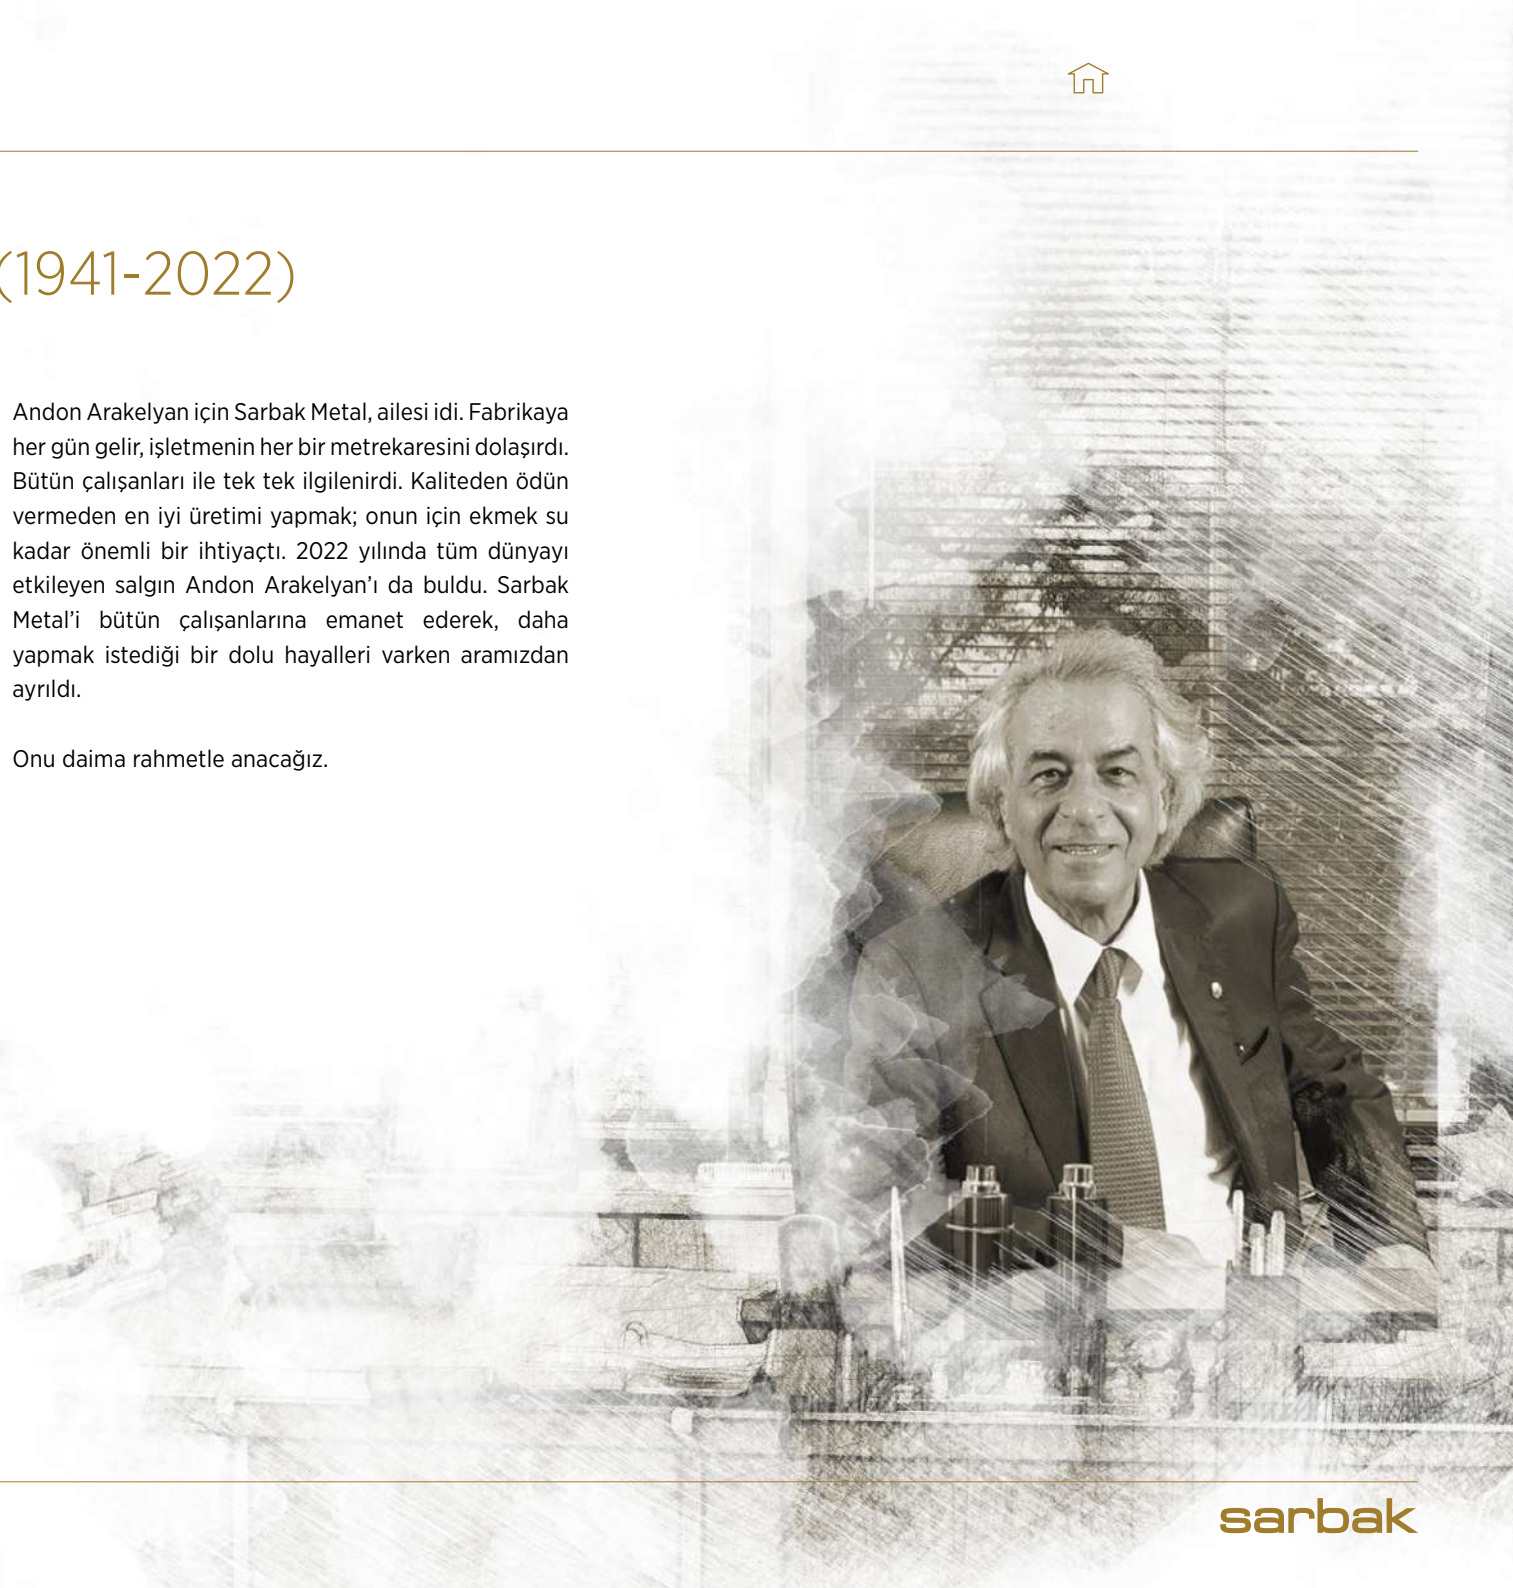 (1941-2022)
Andon Arakelyan için Sarbak Metal, ailesi idi. Fabrikaya
her gün gelir, işletmenin her bir metrekaresini dolaşırdı.
Bütün çalışanları ile tek tek ilgilenirdi. Kaliteden ödün
vermeden en iyi üretimi yapmak; onun için ekmek su
kadar önemli bir ihtiyaçtı. 2022 yılında tüm dünyayı
etkileyen salgın Andon Arakelyan’ı da buldu. Sarbak
Metal’i bütün çalışanlarına emanet ederek, daha
yapmak istediği bir dolu hayalleri varken aramızdan
ayrıldı.
Onu daima rahmetle anacağız.
sarbak